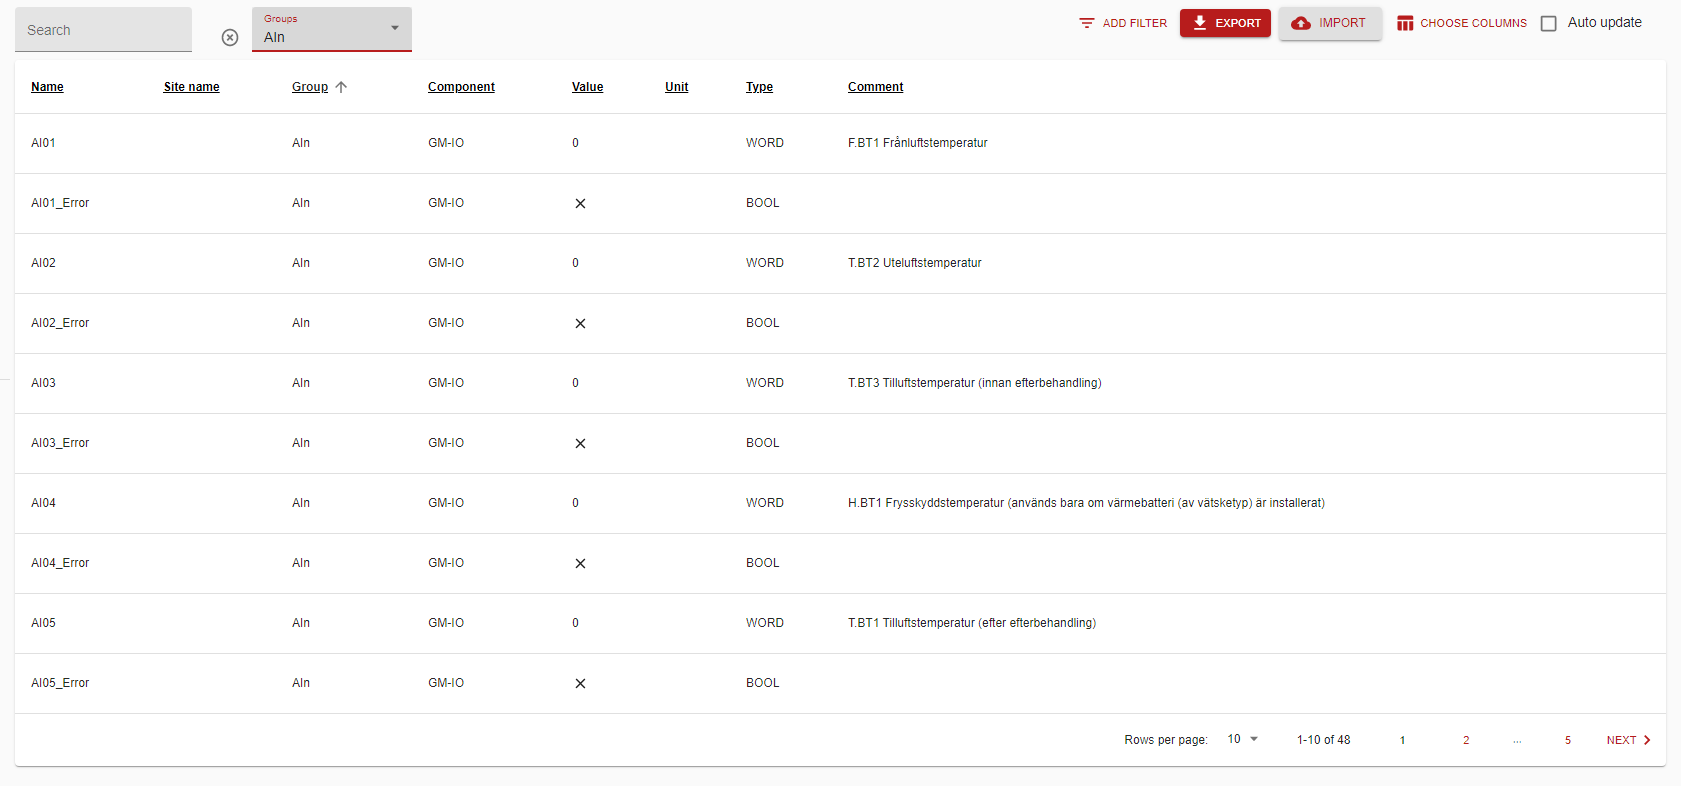 Search
Groups
AIn
ADD FILTER
EXPORT
IMPORT
CHOOSE COLUMNS
Auto update
Name Site name Group Component Value Unit Type Comment
AI01 AIn GM-IO 0 WORD F.BT1 Frånluftstemperatur
AI01_Error AIn GM-IO BOOL
AI02 AIn GM-IO 0 WORD T.BT2 Uteluftstemperatur
AI02_Error AIn GM-IO BOOL
AI03 AIn GM-IO 0 WORD T.BT3 Tilluftstemperatur (innan efterbehandling)
AI03_Error AIn GM-IO BOOL
AI04 AIn GM-IO 0 WORD H.BT1 Frysskyddstemperatur (används bara om värmebatteri (av vätsketyp) är installerat)
AI04_Error AIn GM-IO BOOL
AI05 AIn GM-IO 0 WORD T.BT1 Tilluftstemperatur (efter efterbehandling)
AI05_Error AIn GM-IO BOOL
Rows per page: 10 1-10 of 48 1 2 ... 5 NEXT